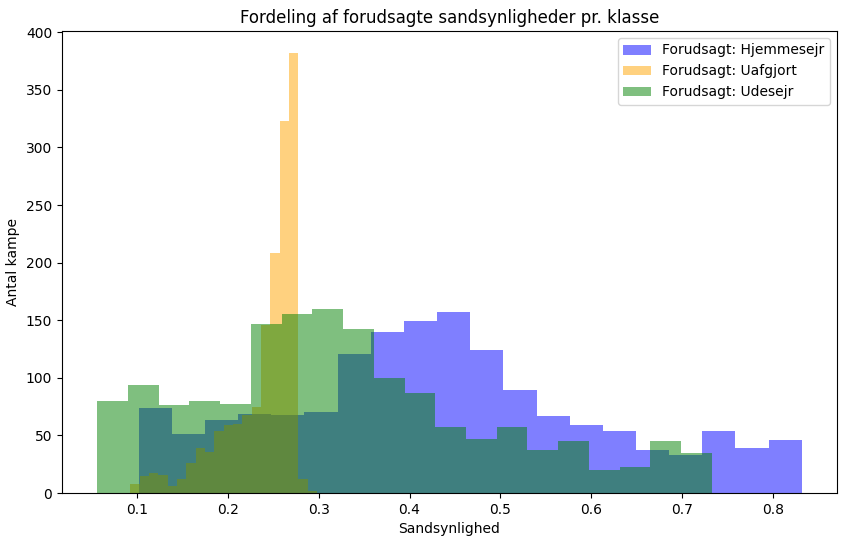 Fordeling af forudsagte sandsynligheder pr. klasse
400
350
300
250
200
150
100
50
0
Antal kampe
Forudsagt: Hjemmesejr
Forudsagt: Uafgjort
Forudsagt: Udesejr
0.1 0.2 0.3 0.4 0.5 0.6 0.7 0.8
Sandsynlighed